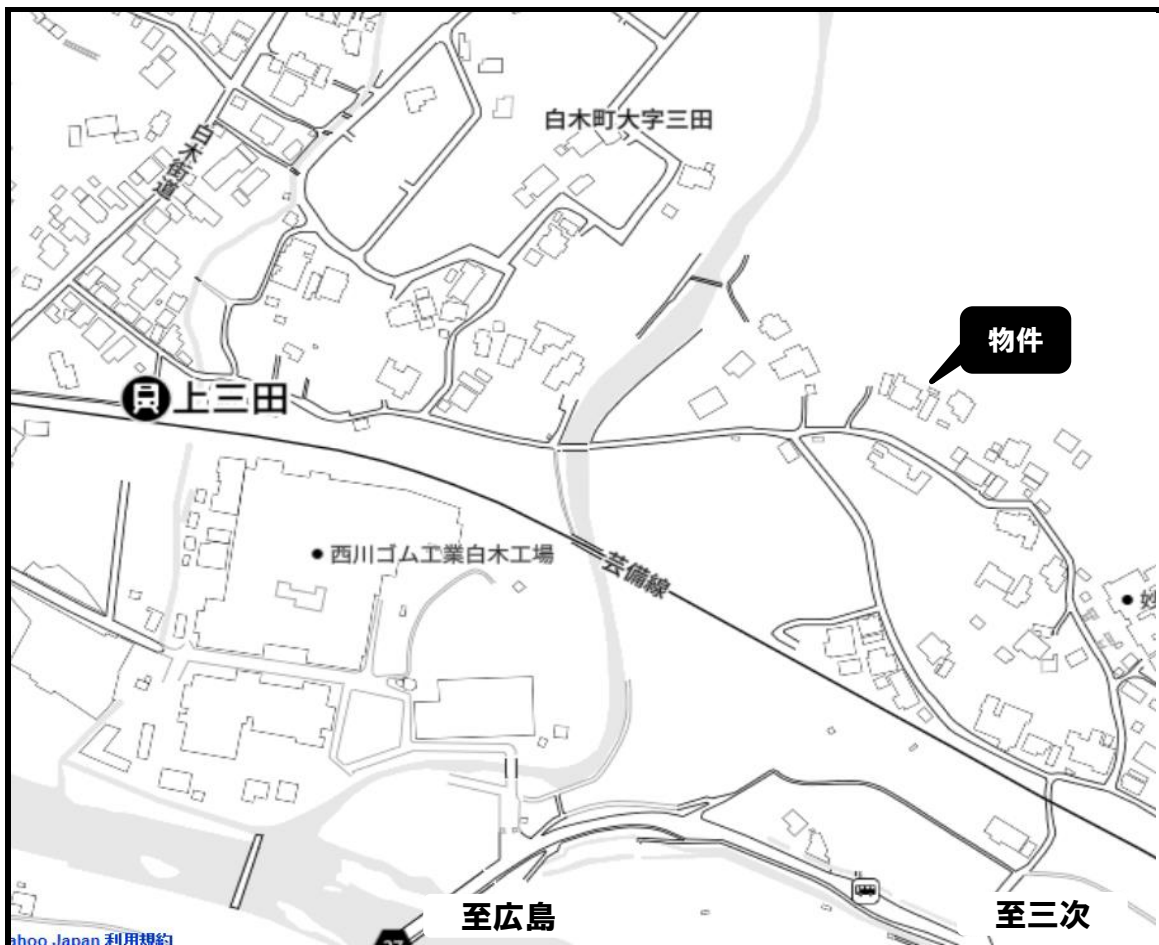 白木町大字三田
白木街道
物件
上三田
西川ゴム工業白木工場
芸備線
妙
至広島
至三次
37
ahoo Japan 利用規約